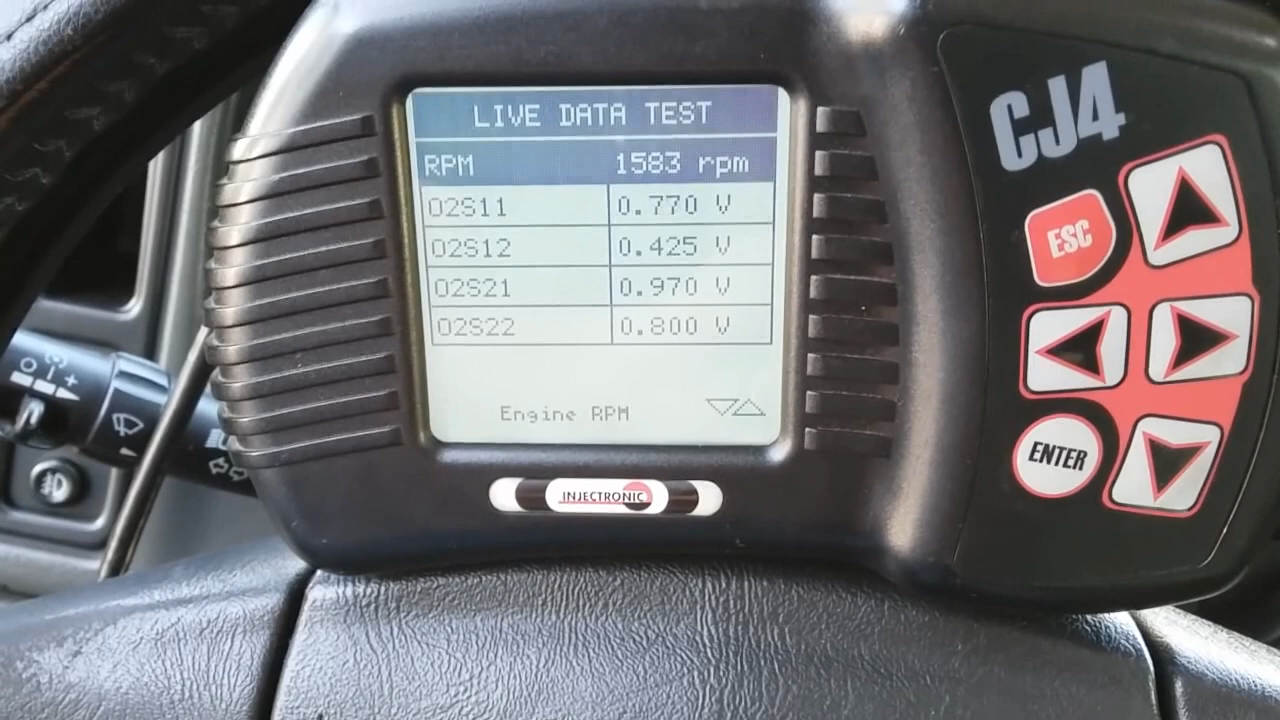 LIVE DATA TEST
RPM 1583 rpm
O2S11 0.770 V
O2S12 0.425 V
O2S21 0.970 V
O2S22 0.800 V
Engine RPM
INJECTRONIC
CJ4
ESC
ENTER